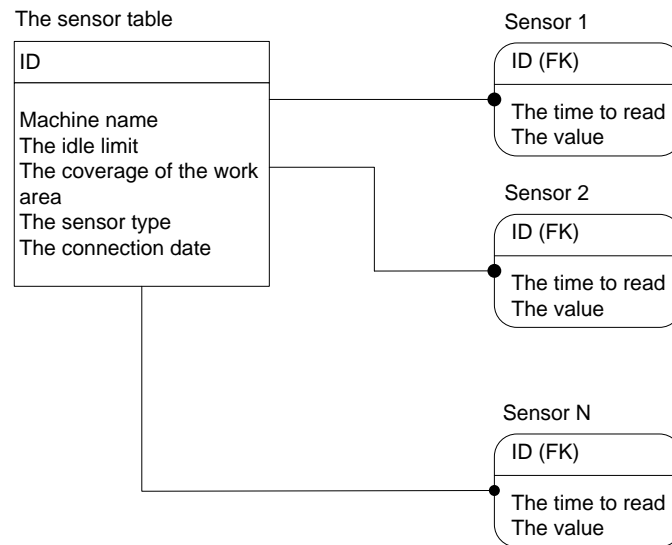 The sensor table
ID
Machine name
The idle limit
The coverage of the work
area
The sensor type
The connection date
Sensor 1
ID (FK)
The time to read
The value
Sensor 2
ID (FK)
The time to read
The value
Sensor N
ID (FK)
The time to read
The value